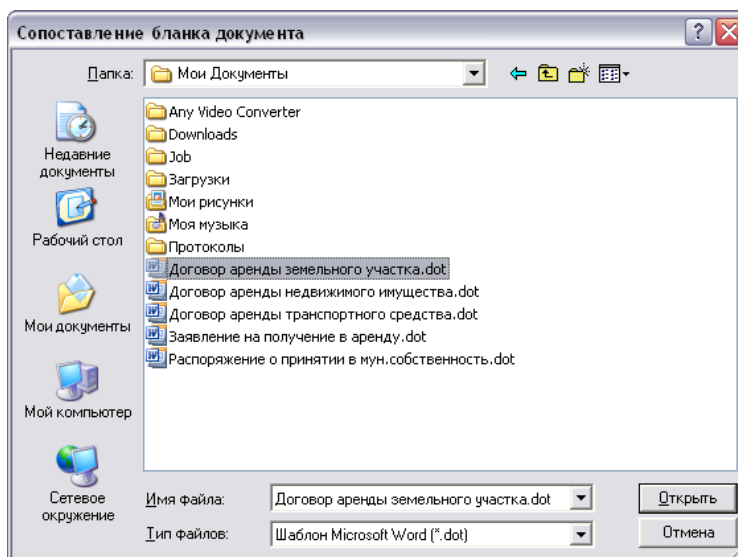 Сопоставление бланка документа
Папка:
Мои Документы
Недавние
документы
Рабочий стол
Мои документы
Мой компьютер
Сетевое
окружение
Any Video Converter
Downloads
Job
Загрузки
Мои рисунки
Моя музыка
Протоколы
Договор аренды земельного участка.dot
Договор аренды недвижимого имущества.dot
Договор аренды транспортного средства.dot
Заявление на получение в аренду.dot
Распоряжение о принятии в мун.собственность.dot
Имя файла:
Договор аренды земельного участка.dot
Открыть
Тип файлов:
Шаблон Microsoft Word (*.dot)
Отмена